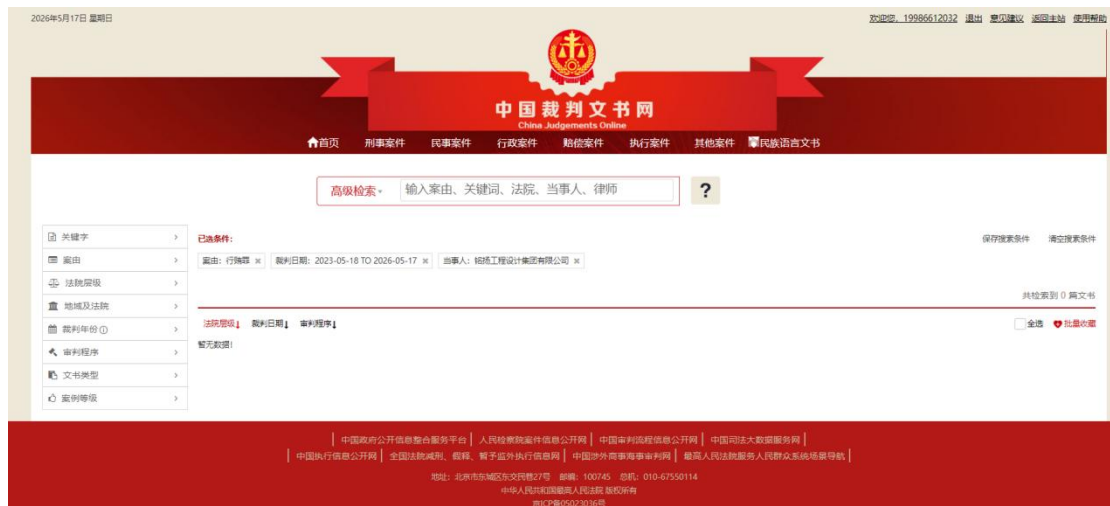 2026年5月17日 星期日
欢迎您，19986612032 退出 意见建议 返回主站 使用帮助
中国裁判文书网
China Judgements Online
首页 刑事案件 民事案件 行政案件 赔偿案件 执行案件 其他案件 民族语言文书
高级检索 输入案由、关键词、法院、当事人、律师 ?
关键字
案由
法院层级
地域及法院
裁判年份
审判程序
文书类型
案例等级
已选条件：
保存搜索条件 清空搜索条件
案由：行贿罪 × 裁判日期：2023-05-18 TO 2026-05-17 × 当事人：铭扬工程设计集团有限公司 ×
共检索到 0 篇文书
法院层级 裁判日期 审判程序
全选 批量收藏
暂无数据！
中国政府公开信息整合服务平台 | 人民检察院案件信息公开网 | 中国审判流程信息公开网 | 中国司法大数据服务网 |
中国执行信息公开网 | 全国法院减刑、假释、暂予监外执行信息网 | 中国涉外商事海事审判网 | 最高人民法院服务人民群众系统场景导航 |
地址：北京市东城区东交民巷27号 邮编：100745 总机：010-67550114
中华人民共和国最高人民法院 版权所有
京ICP备05023036号